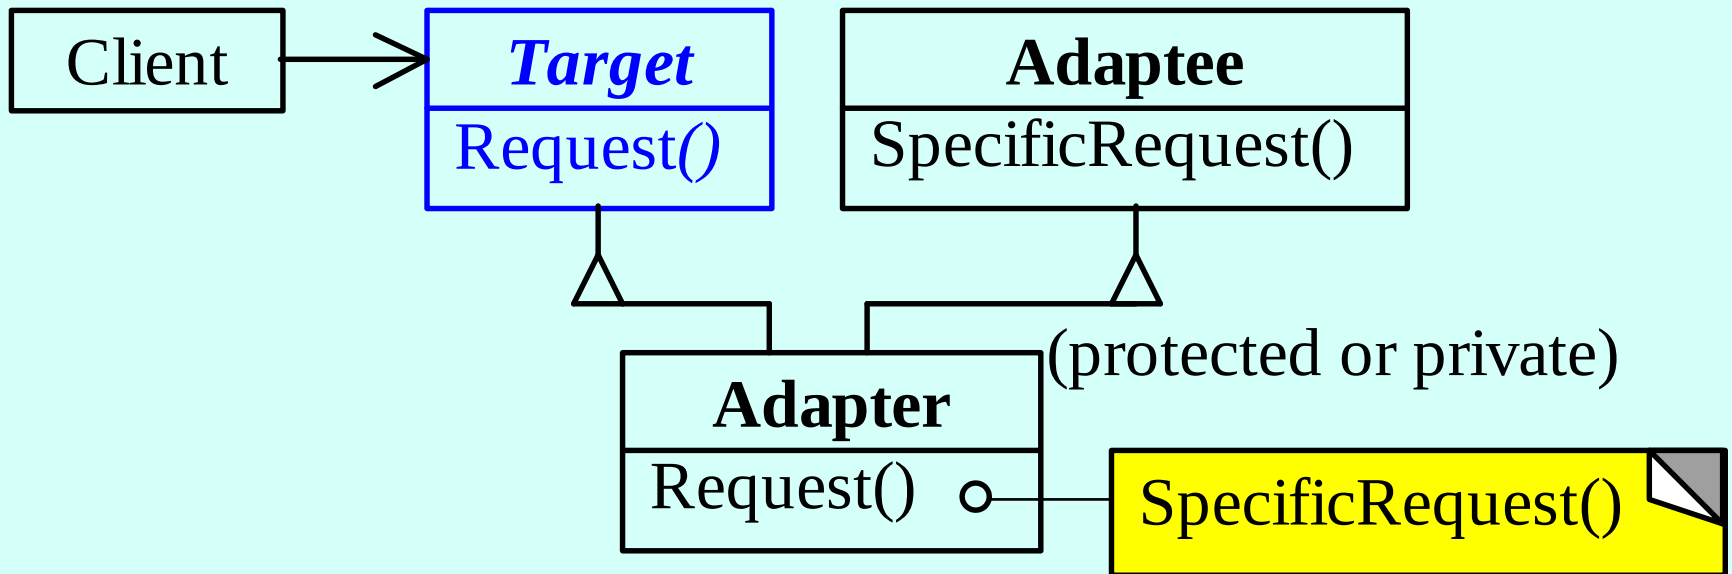 Client
Target
Request()
Adaptee
SpecificRequest()
(protected or private)
Adapter
Request()
SpecificRequest()